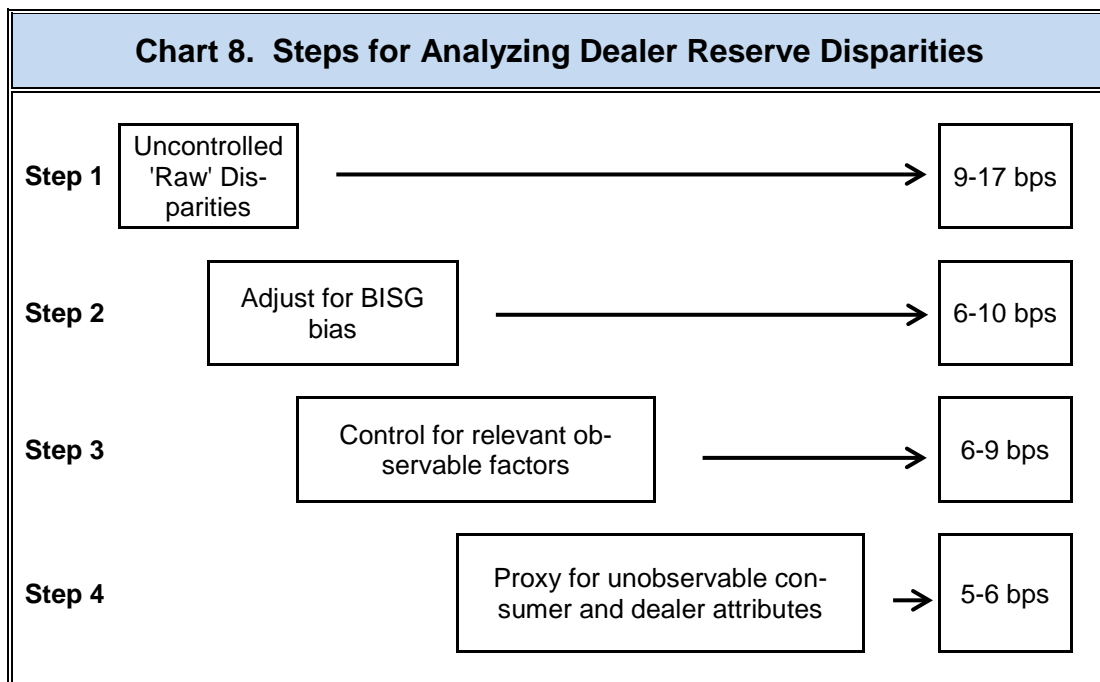 Chart 8.  Steps for Analyzing Dealer Reserve Disparities
Step 1
Uncontrolled
'Raw' Dis-
parities
9-17 bps
Step 2
Adjust for BISG
bias
6-10 bps
Step 3
Control for relevant ob-
servable factors
6-9 bps
Step 4
Proxy for unobservable con-
sumer and dealer attributes
5-6 bps